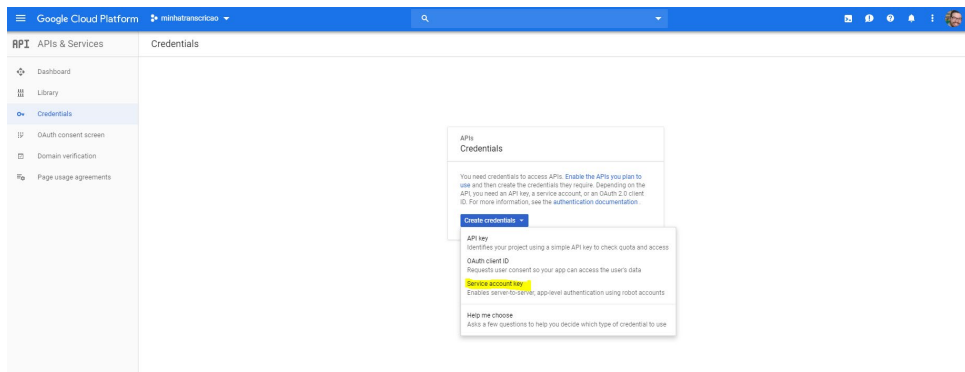 Google Cloud Platform
minhatranscricao
API
APIs & Services
Credentials
Dashboard
Library
Credentials
OAuth consent screen
Domain verification
Page usage agreements
APIs
Credentials
You need credentials to access APIs. Enable the APIs you plan to
use and then create the credentials they require. Depending on the
API, you need an API key, a service account, or an OAuth 2.0 client
ID. For more information, see the authentication documentation .
Create credentials
API key
Identifies your project using a simple API key to check quota and access
OAuth client ID
Requests user consent so your app can access the user's data
Service account key
Enables server-to-server, app-level authentication using robot accounts
Help me choose
Asks a few questions to help you decide which type of credential to use